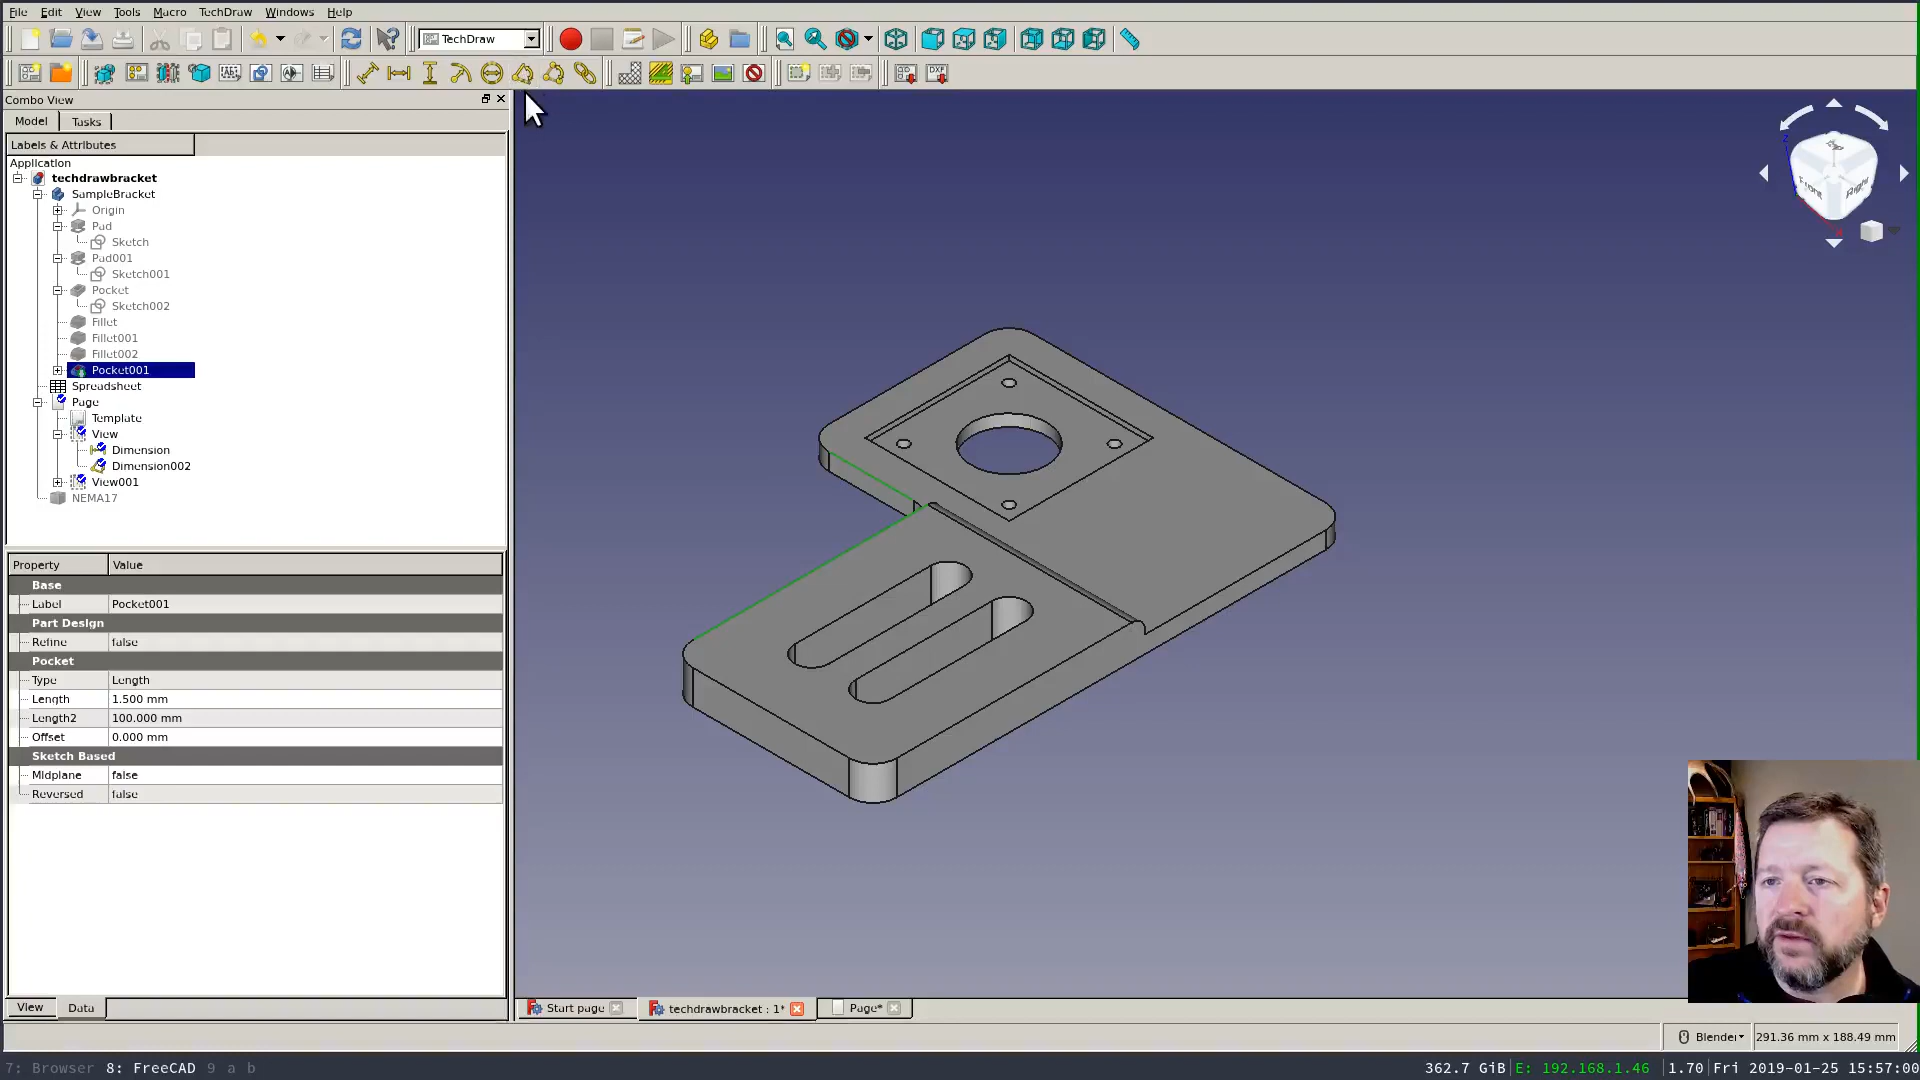 File Edit View Tools Macro TechDraw Windows Help
TechDraw
Combo View
Model Tasks
Labels & Attributes
Application
techdrawbracket
SampleBracket
Origin
Pad
Sketch
Pad001
Sketch001
Pocket
Sketch002
Fillet
Fillet001
Fillet002
Pocket001
Spreadsheet
Page
Template
View
Dimension
Dimension002
View001
NEMA17
Front
Right
Property Value
Base
Label Pocket001
Part Design
Refine false
Pocket
Type Length
Length 1.500 mm
Length2 100.000 mm
Offset 0.000 mm
Sketch Based
Midplane false
Reversed false
View Data
Start page techdrawbracket : 1* Page*
Blender 291.36 mm x 188.49 mm
7: Browser 8: FreeCAD 9 a b 362.7 GiB E: 192.168.1.46 1.70 Fri 2019-01-25 15:57:00